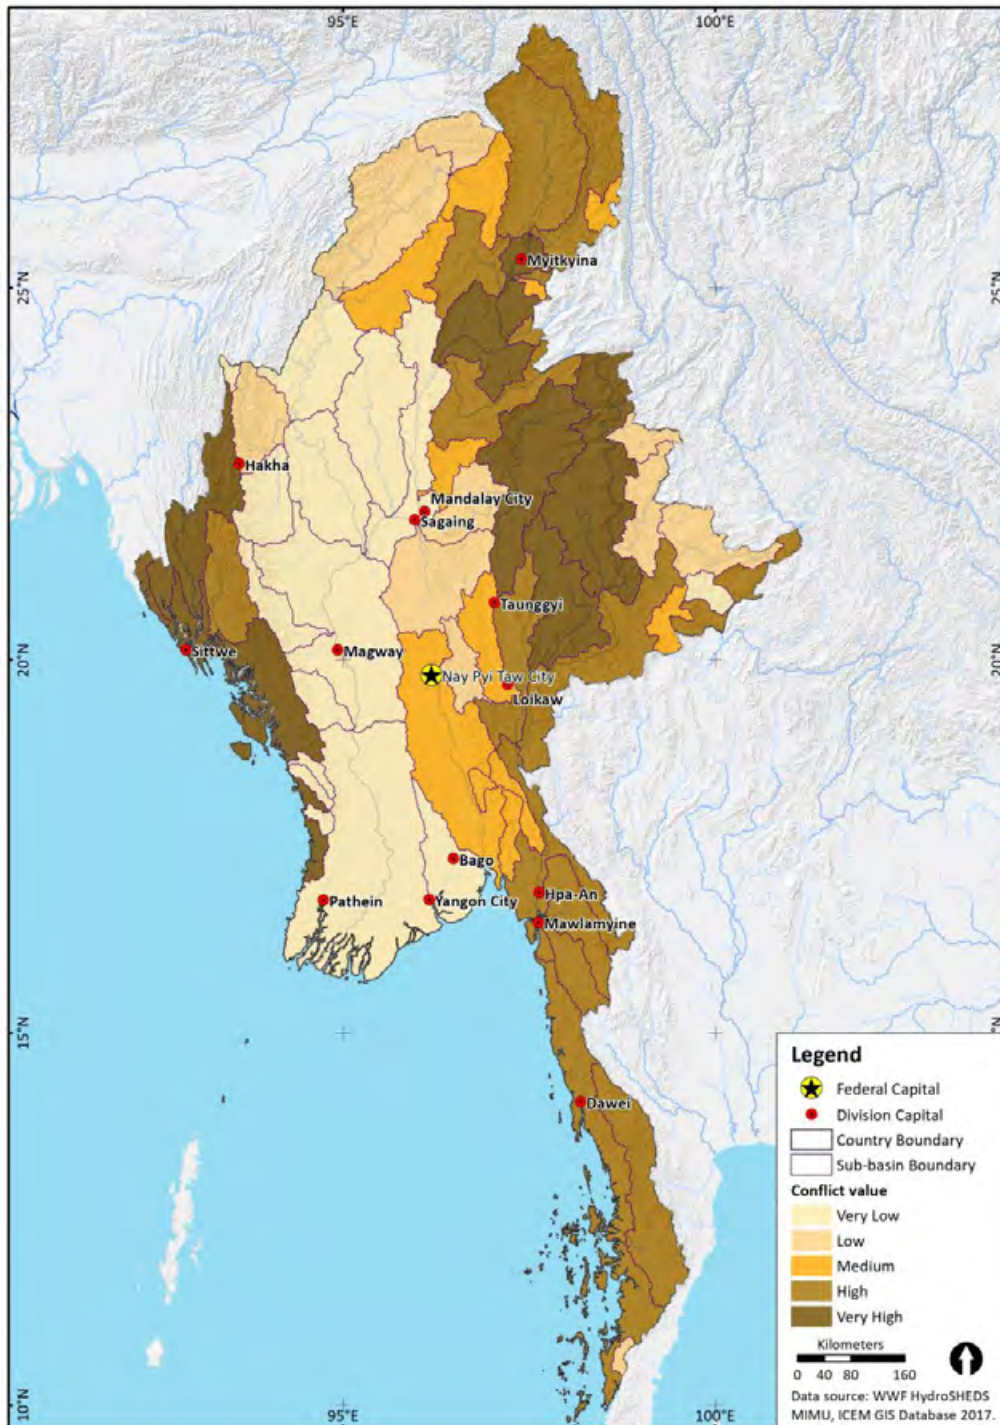 95°E
100°E
25°N
25°N
Myitkyina
Hakha
Mandalay City
Sagaing
Taunggyi
20°N
20°N
Sittwe
Magway
Nay Pyi Taw City
Loikaw
Bago
Pathein
Yangon City
Hpa-An
Mawlamyine
15°N
15°N
Dawei
10°N
95°E
100°E
Legend
Federal Capital
Division Capital
Country Boundary
Sub-basin Boundary
Conflict value
Very Low
Low
Medium
High
Very High
Kilometers
0 40 80 160
Data source: WWF HydroSHEDS
MIMU, ICEM GIS Database 2017.